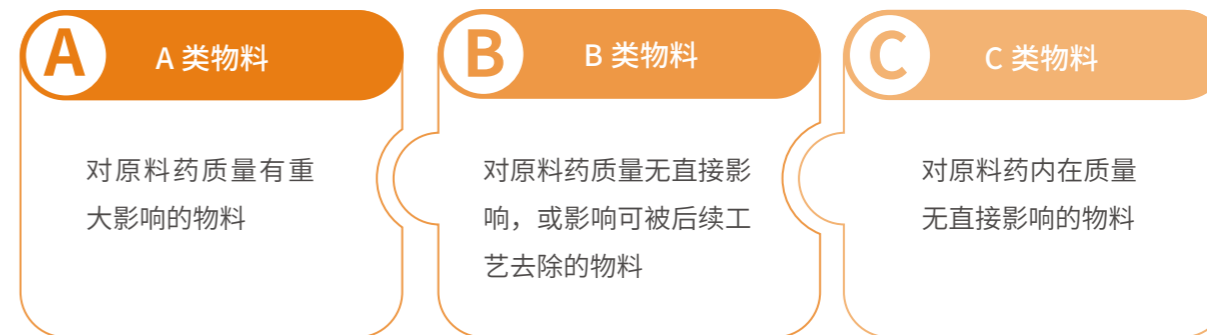 A
A 类物料
对原料药质量有重
大影响的物料
B
B 类物料
对原料药质量无直接影
响，或影响可被后续工
艺去除的物料
C
C 类物料
对原料药内在质量
无直接影响的物料